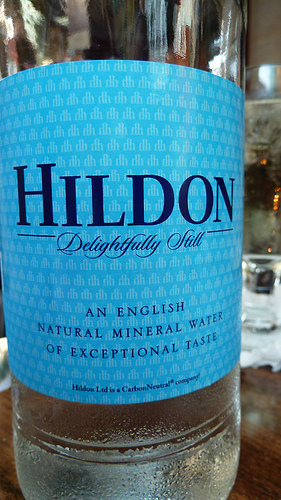 HILDON
Delightfully Still
AN ENGLISH
NATURAL MINERAL WATER
OF EXCEPTIONAL TASTE
Hildon Ltd is a CarbonNeutral® company